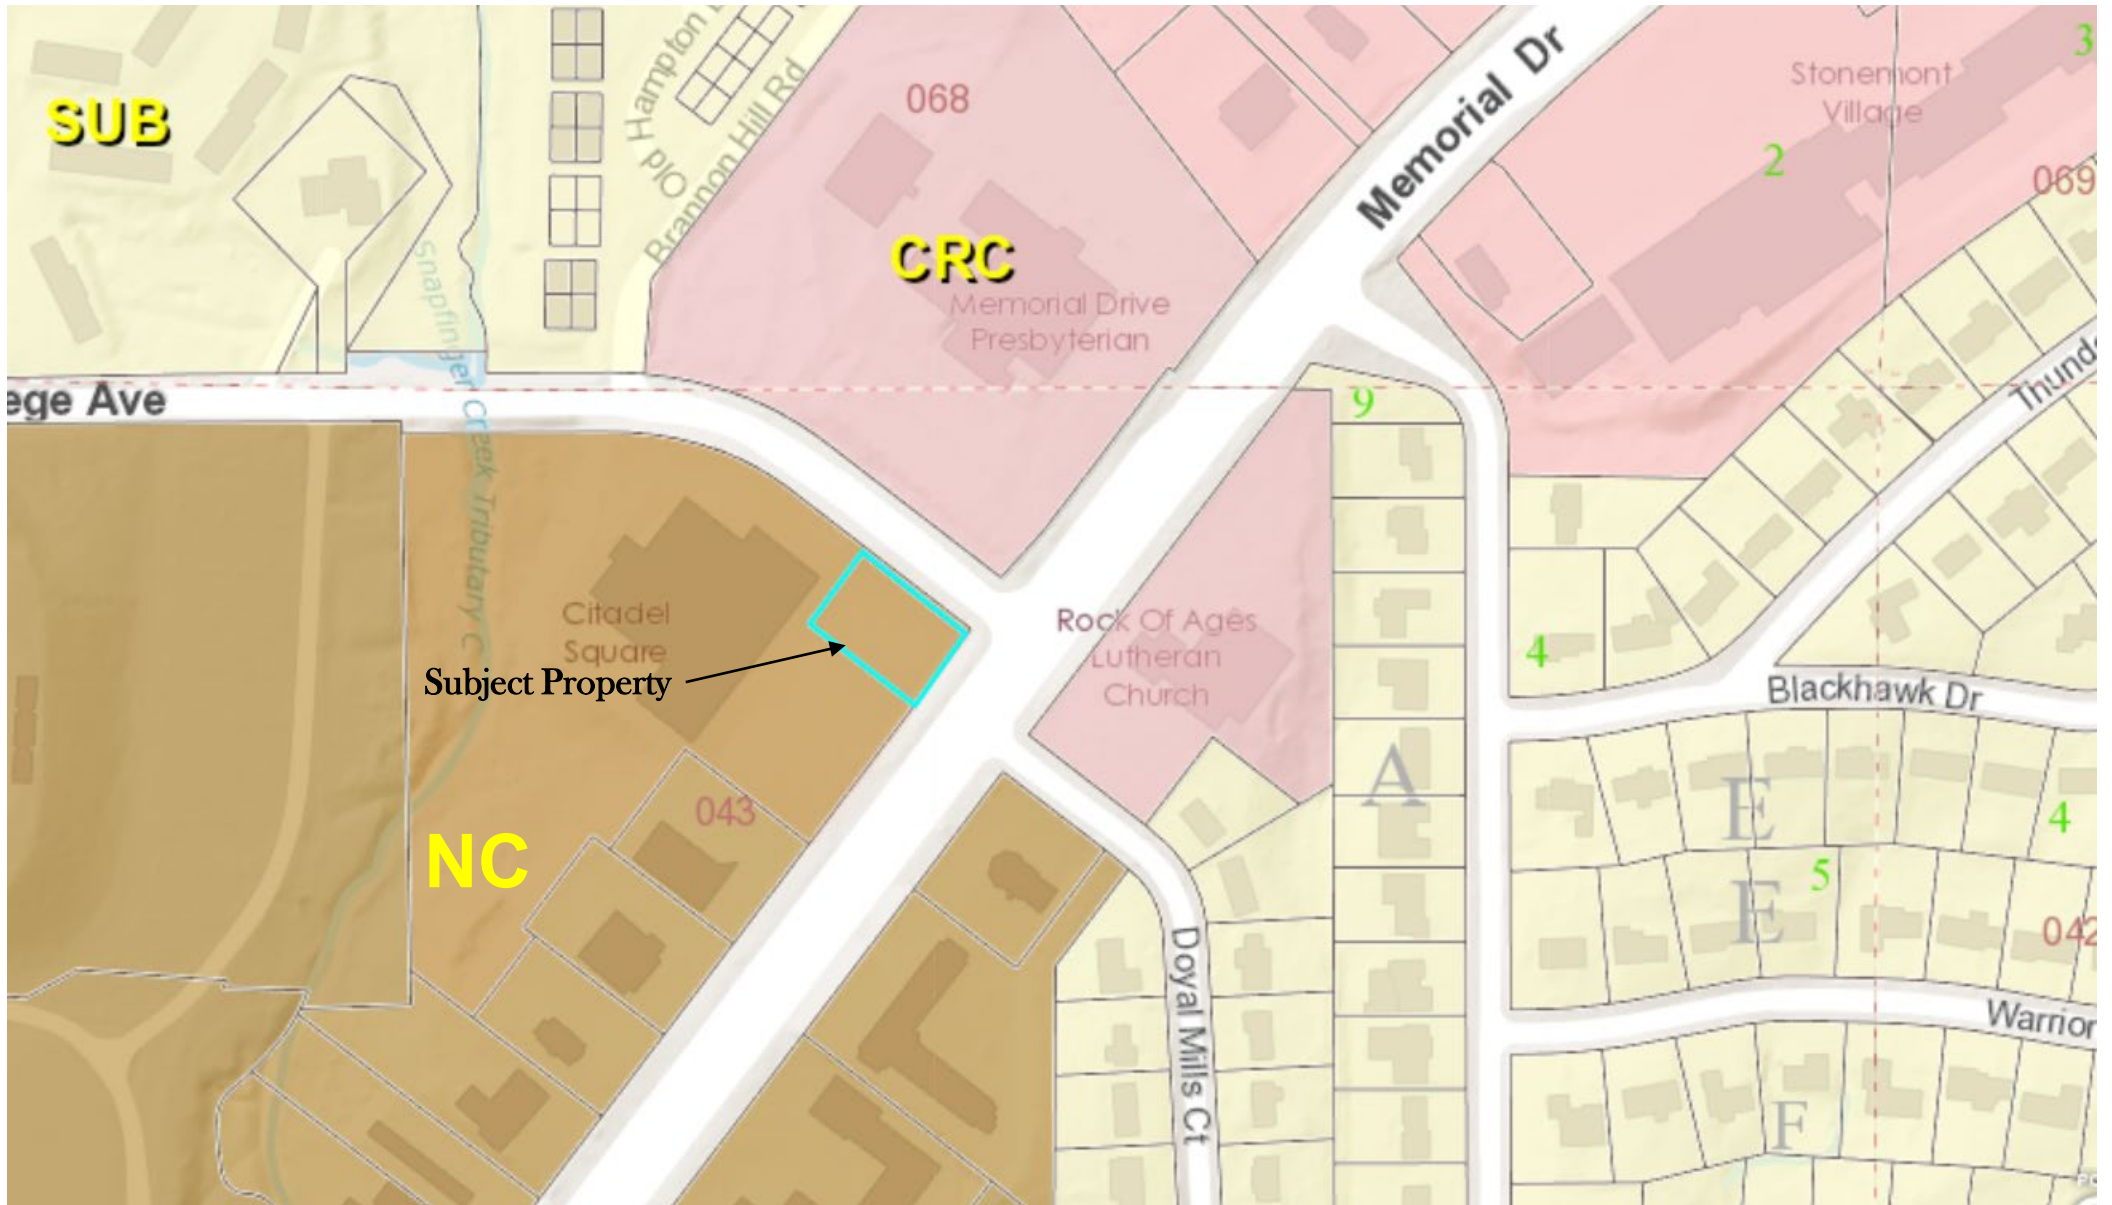 SUB
Old Hampton
Brannon Hill Rd
068
CRC
Memorial Drive
Presbyterian
Memorial Dr
Stonemont
Village
3
2
069
Snapfinger Creek Tributary C
ege Ave
9
Thund
Citadel
Square
Subject Property
Rock Of Ages
Lutheran
Church
4
Blackhawk Dr
A
E
4
043
NC
5
E
042
Doyal Mills Ct
Warrior
F